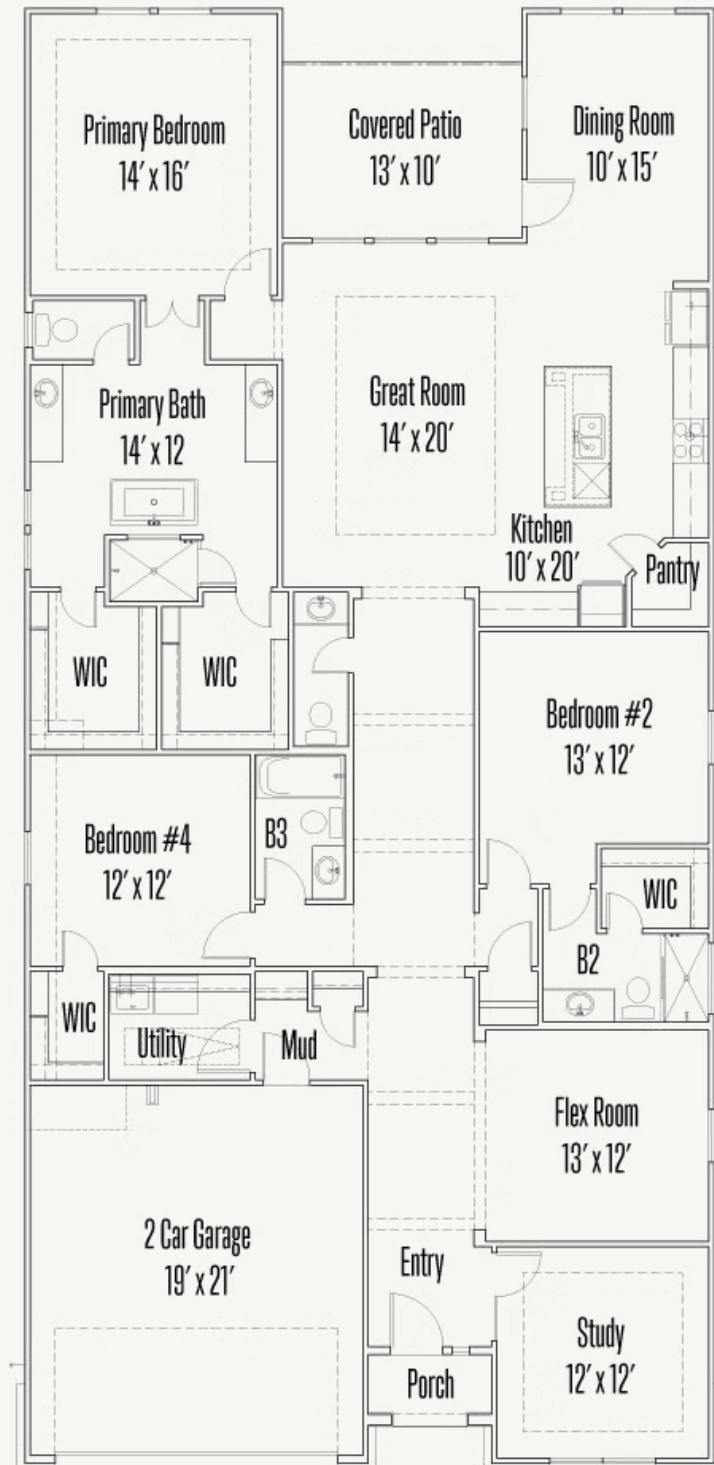 Primary Bedroom
14' x 16'
Covered Patio
13' x 10'
Dining Room
10' x 15'
Primary Bath
14' x 12
Great Room
14' x 20'
Kitchen
10' x 20'
Pantry
WIC
WIC
Bedroom #2
13' x 12'
Bedroom #4
12' x 12'
B3
WIC
B2
WIC
Utility
Mud
Flex Room
13' x 12'
2 Car Garage
19' x 21'
Entry
Study
12' x 12'
Porch